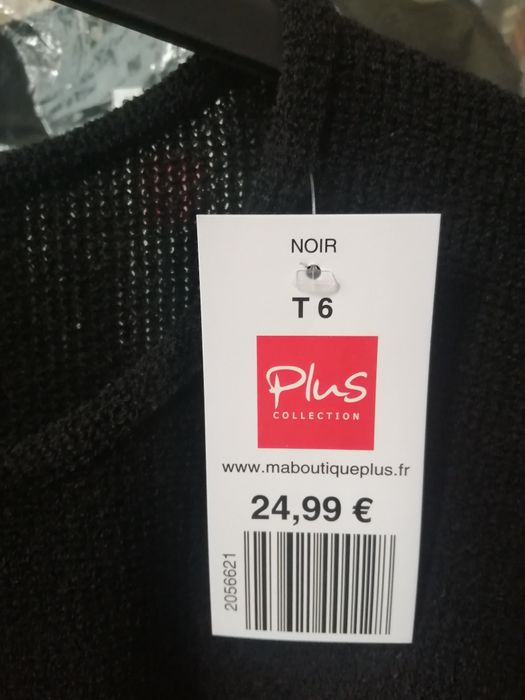 NOIR
T 6
Plus
COLLECTION
www.maboutiqueplus.fr
24,99 €
2056621